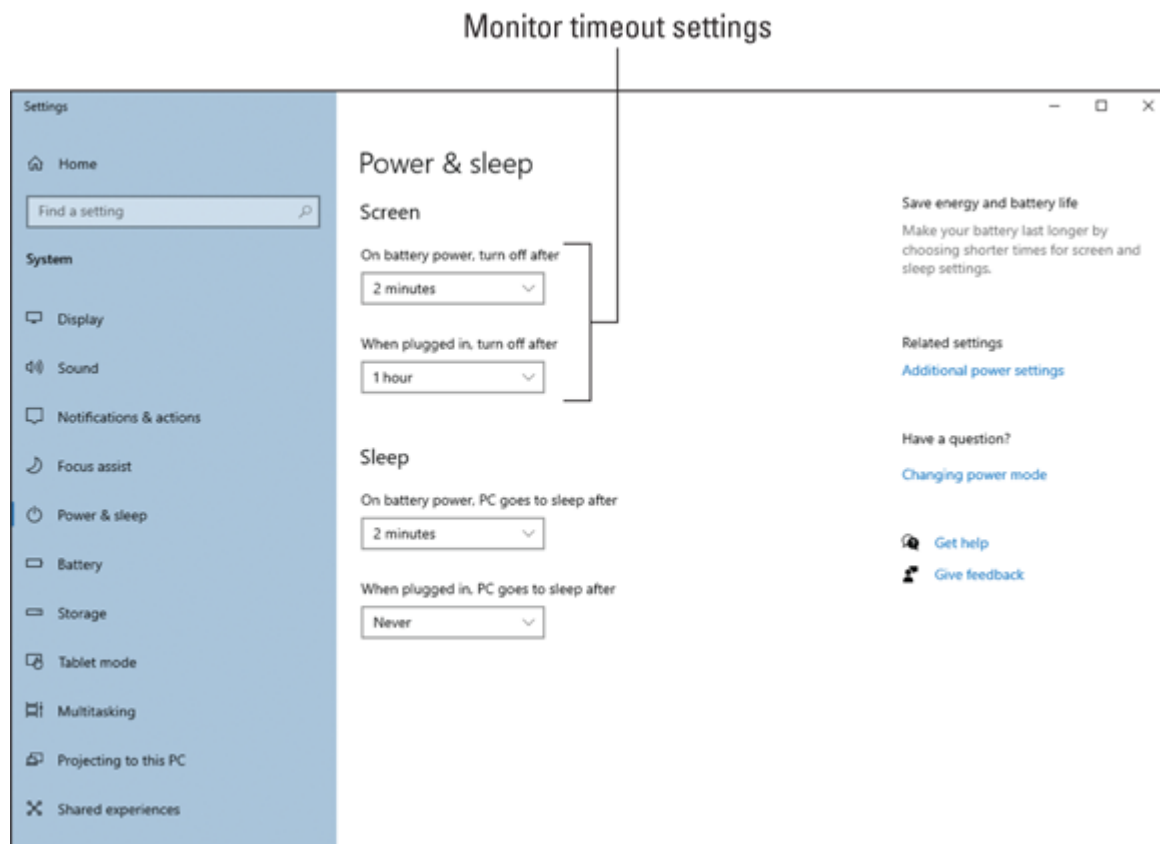 Monitor timeout settings
Settings
Home
Find a setting
System
Display
Sound
Notifications & actions
Focus assist
Power & sleep
Battery
Storage
Tablet mode
Multitasking
Projecting to this PC
Shared experiences
Power & sleep
Screen
On battery power, turn off after
2 minutes
When plugged in, turn off after
1 hour
Sleep
On battery power, PC goes to sleep after
2 minutes
When plugged in, PC goes to sleep after
Never
Save energy and battery life
Make your battery last longer by
choosing shorter times for screen and
sleep settings.
Related settings
Additional power settings
Have a question?
Changing power mode
Get help
Give feedback